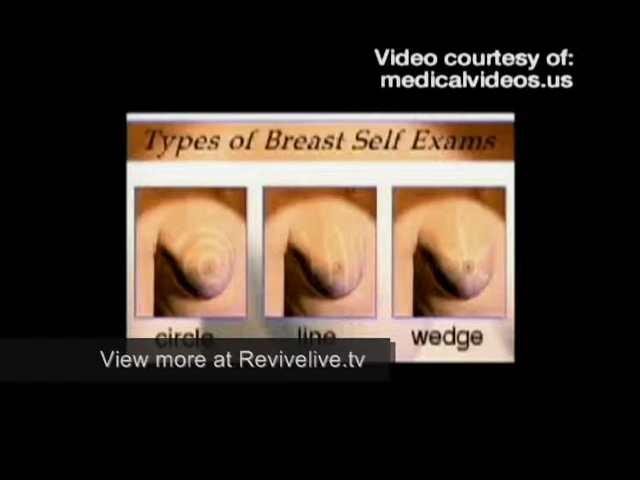 Video courtesy of:
medicalvideos.us
Types of Breast Self Exams
circle line wedge
View more at Revivelive.tv